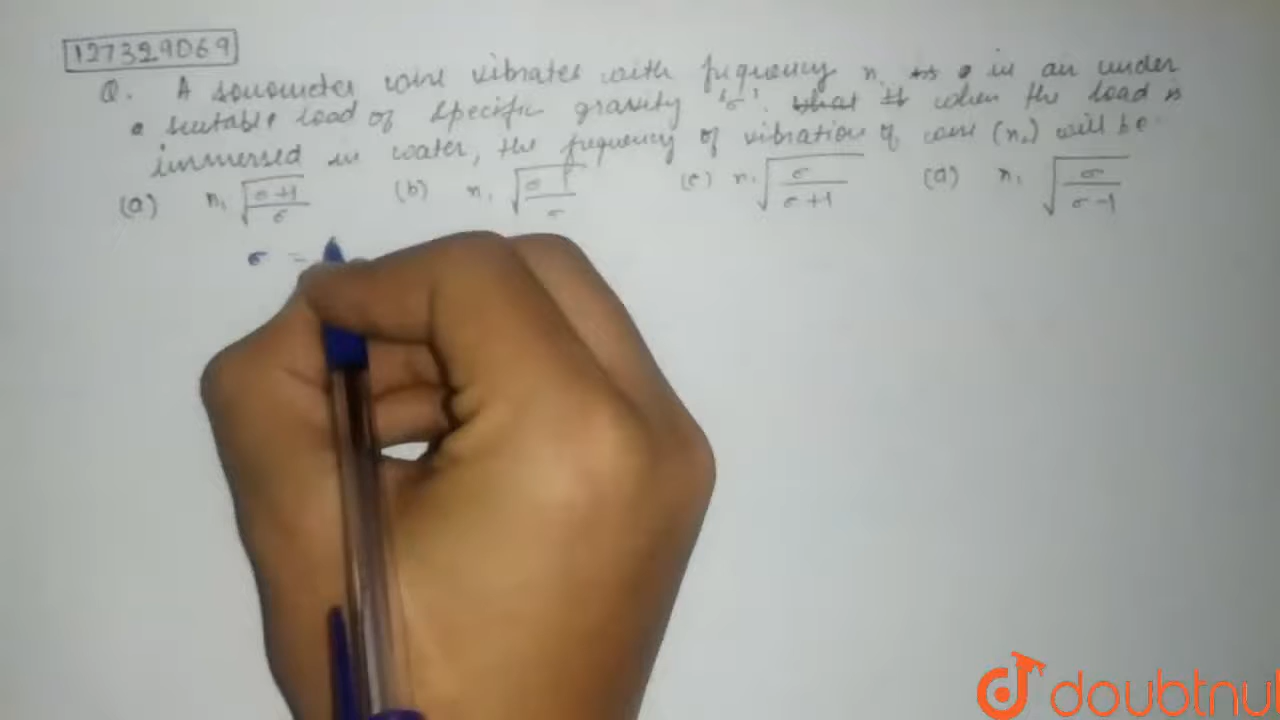 127329069
Q. A sonometer wire vibrates with frequency n₁ in air under
a suitable load of specific gravity 'σ'. what if when the load is
immersed in water, the frequency of vibration of wire (n₂) will be
(a) n₁ √(σ+1)/σ (b) n₁ √(σ-1)/σ (c) n₁ √σ/(σ+1) (d) n₁ √σ/(σ-1)
σ =
doubtnut